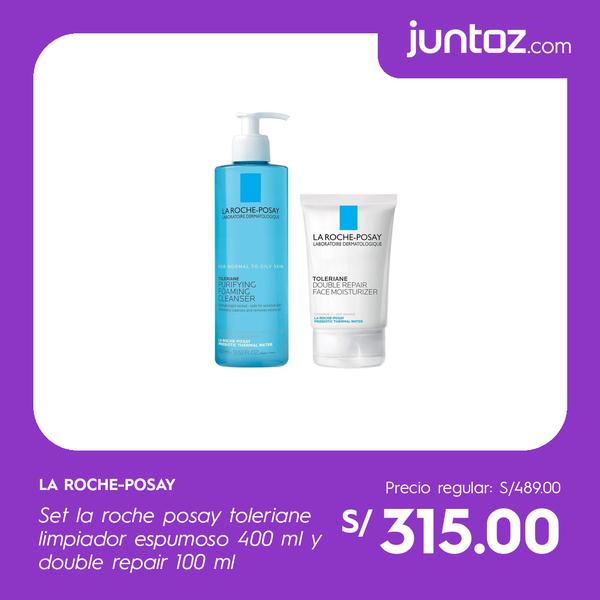 juntoz.com
LA ROCHE-POSAY
LABORATOIRE DERMATOLOGIQUE
FOR NORMAL TO OILY SKIN
TOLERIANE
PURIFYING
FOAMING
CLEANSER
LA ROCHE-POSAY
PREBIOTIC THERMAL WATER
LA ROCHE-POSAY
LABORATOIRE DERMATOLOGIQUE
TOLERIANE
DOUBLE REPAIR
FACE MOISTURIZER
LA ROCHE-POSAY
PREBIOTIC THERMAL WATER
LA ROCHE-POSAY
Set la roche posay toleriane
limpiador espumoso 400 ml y
double repair 100 ml
Precio regular: S/489.00
S/315.00